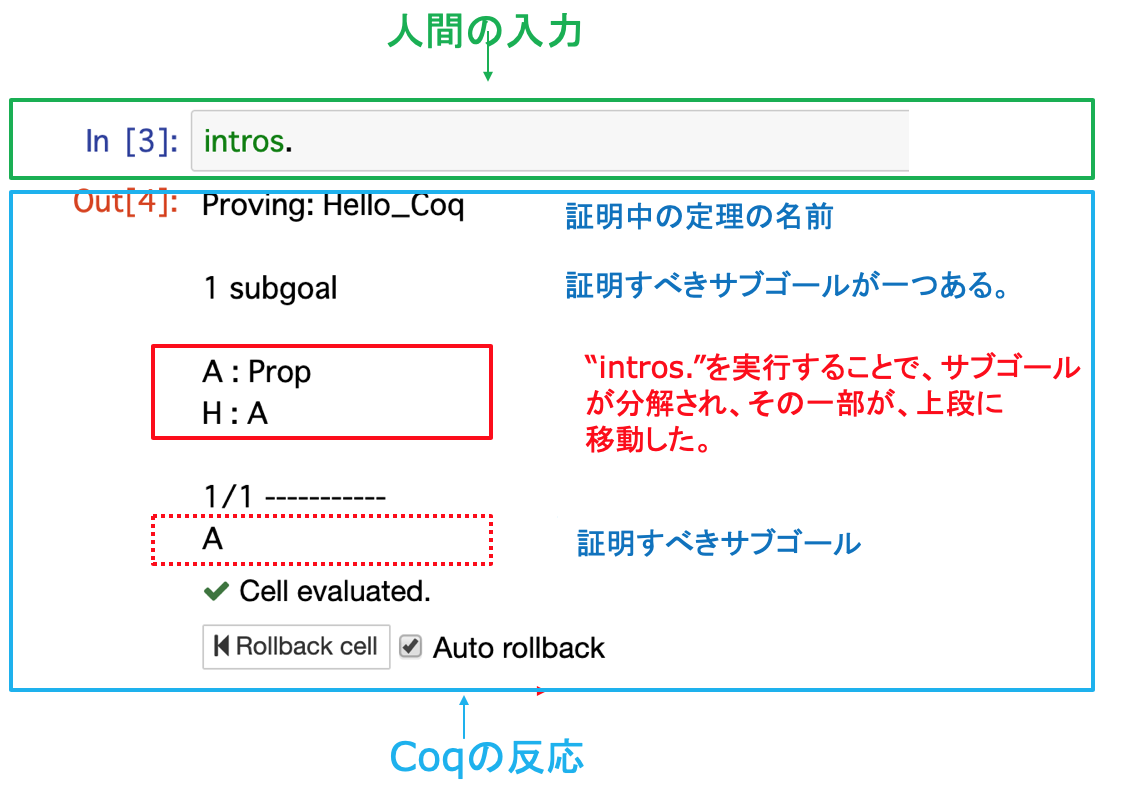 人間の入力
In [3]: intros.
Out[4]: Proving: Hello_Coq
証明中の定理の名前
1 subgoal
証明すべきサブゴールが一つある。
A : Prop
H : A
“intros.”を実行することで、サブゴール
が分解され、その一部が、上段に
移動した。
1/1 -----------
A
証明すべきサブゴール
✔ Cell evaluated.
Rollback cell Auto rollback
Coqの反応